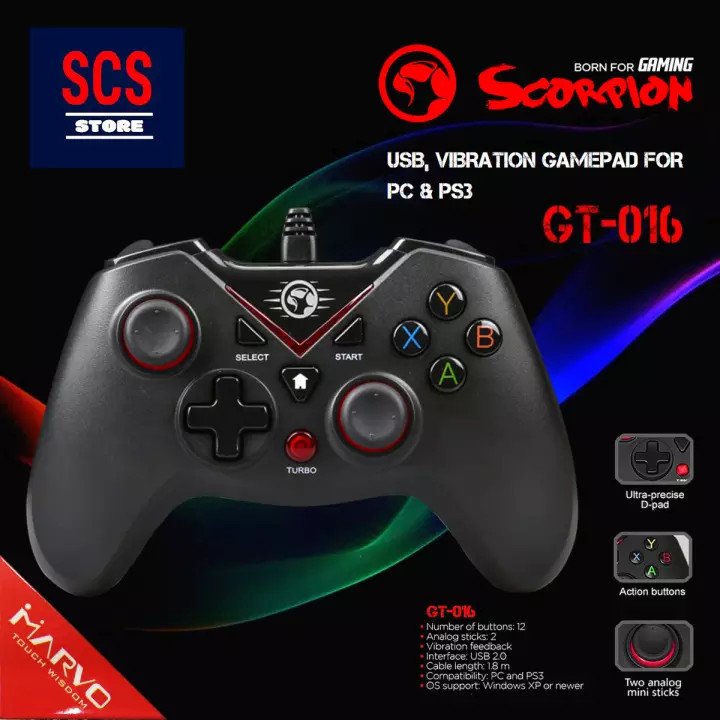 SCS
STORE
BORN FOR GAMING
SCORPION
USB, VIBRATION GAMEPAD FOR
PC & PS3
GT-016
SELECT
START
TURBO
Y
X
B
A
Ultra-precise
D-pad
Y
X
B
A
Action buttons
Two analog
mini sticks
GT-016
• Number of buttons: 12
• Analog sticks: 2
• Vibration feedback
• Interface: USB 2.0
• Cable length: 1.8 m
• Compatibility: PC and PS3
• OS support: Windows XP or newer
MARVO
TOUCH WISDOM